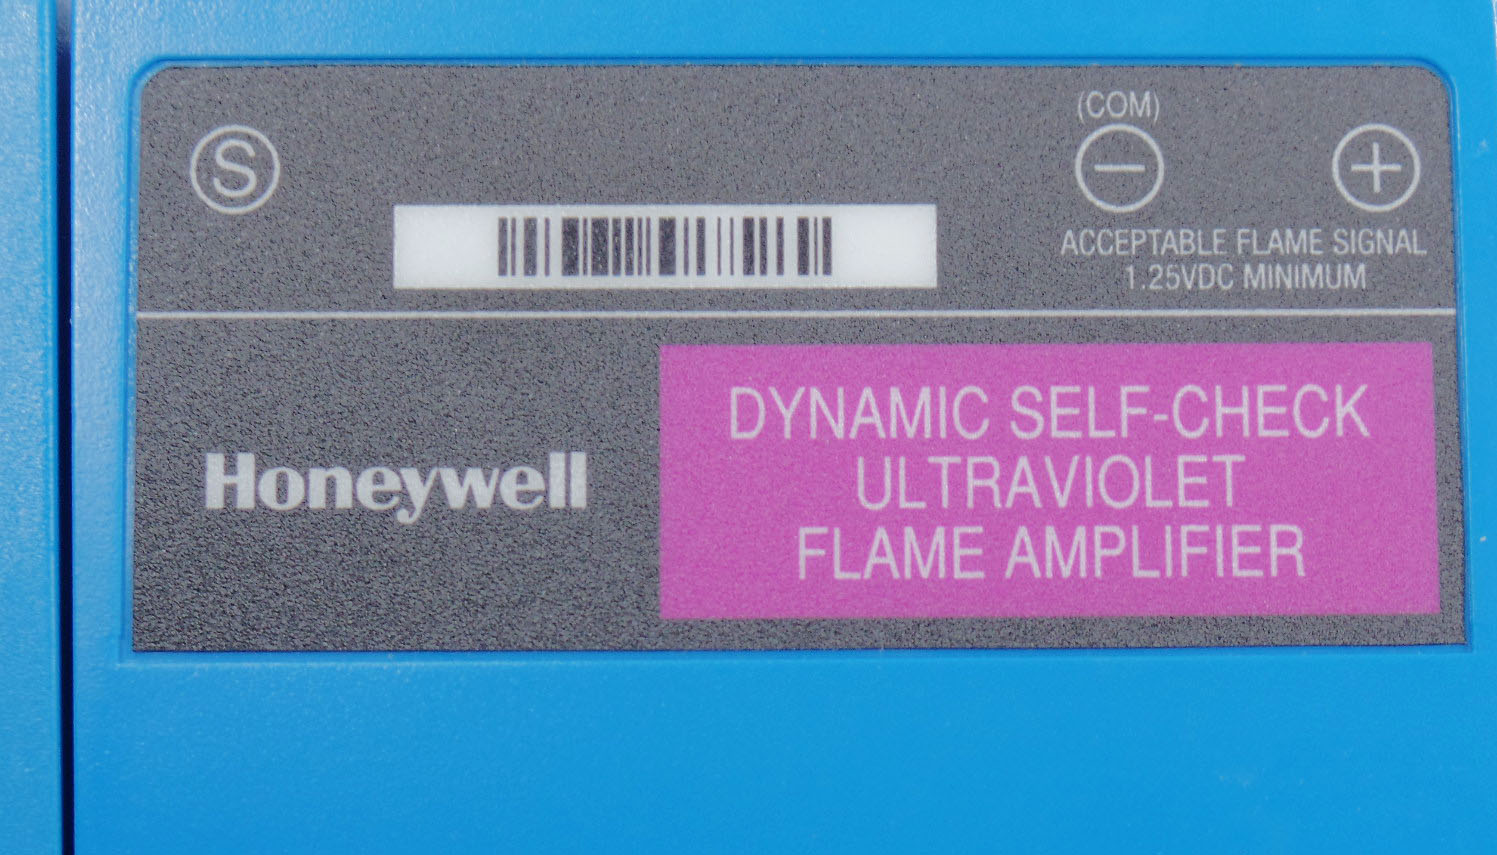 (COM)
S − +
ACCEPTABLE FLAME SIGNAL
1.25VDC MINIMUM
Honeywell
DYNAMIC SELF-CHECK
ULTRAVIOLET
FLAME AMPLIFIER